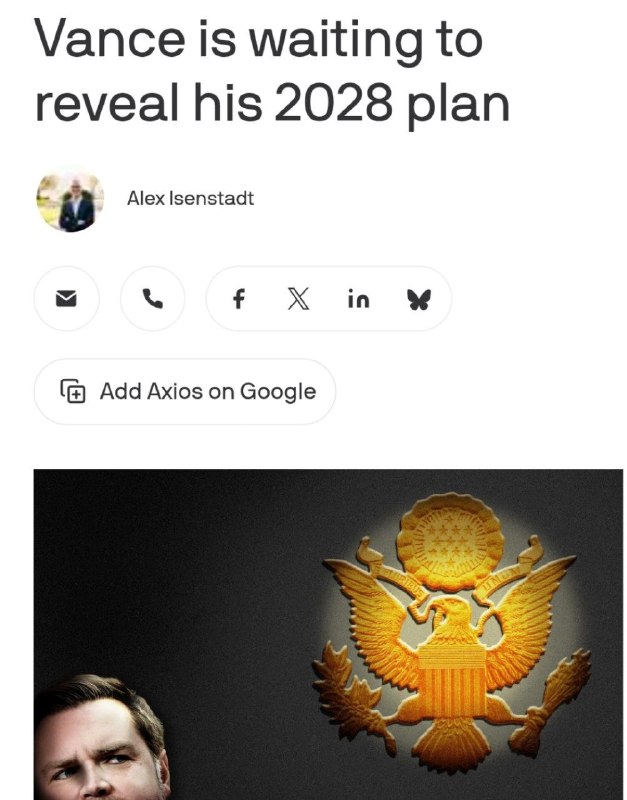 Vance is waiting to
reveal his 2028 plan
Alex Isenstadt
Add Axios on Google